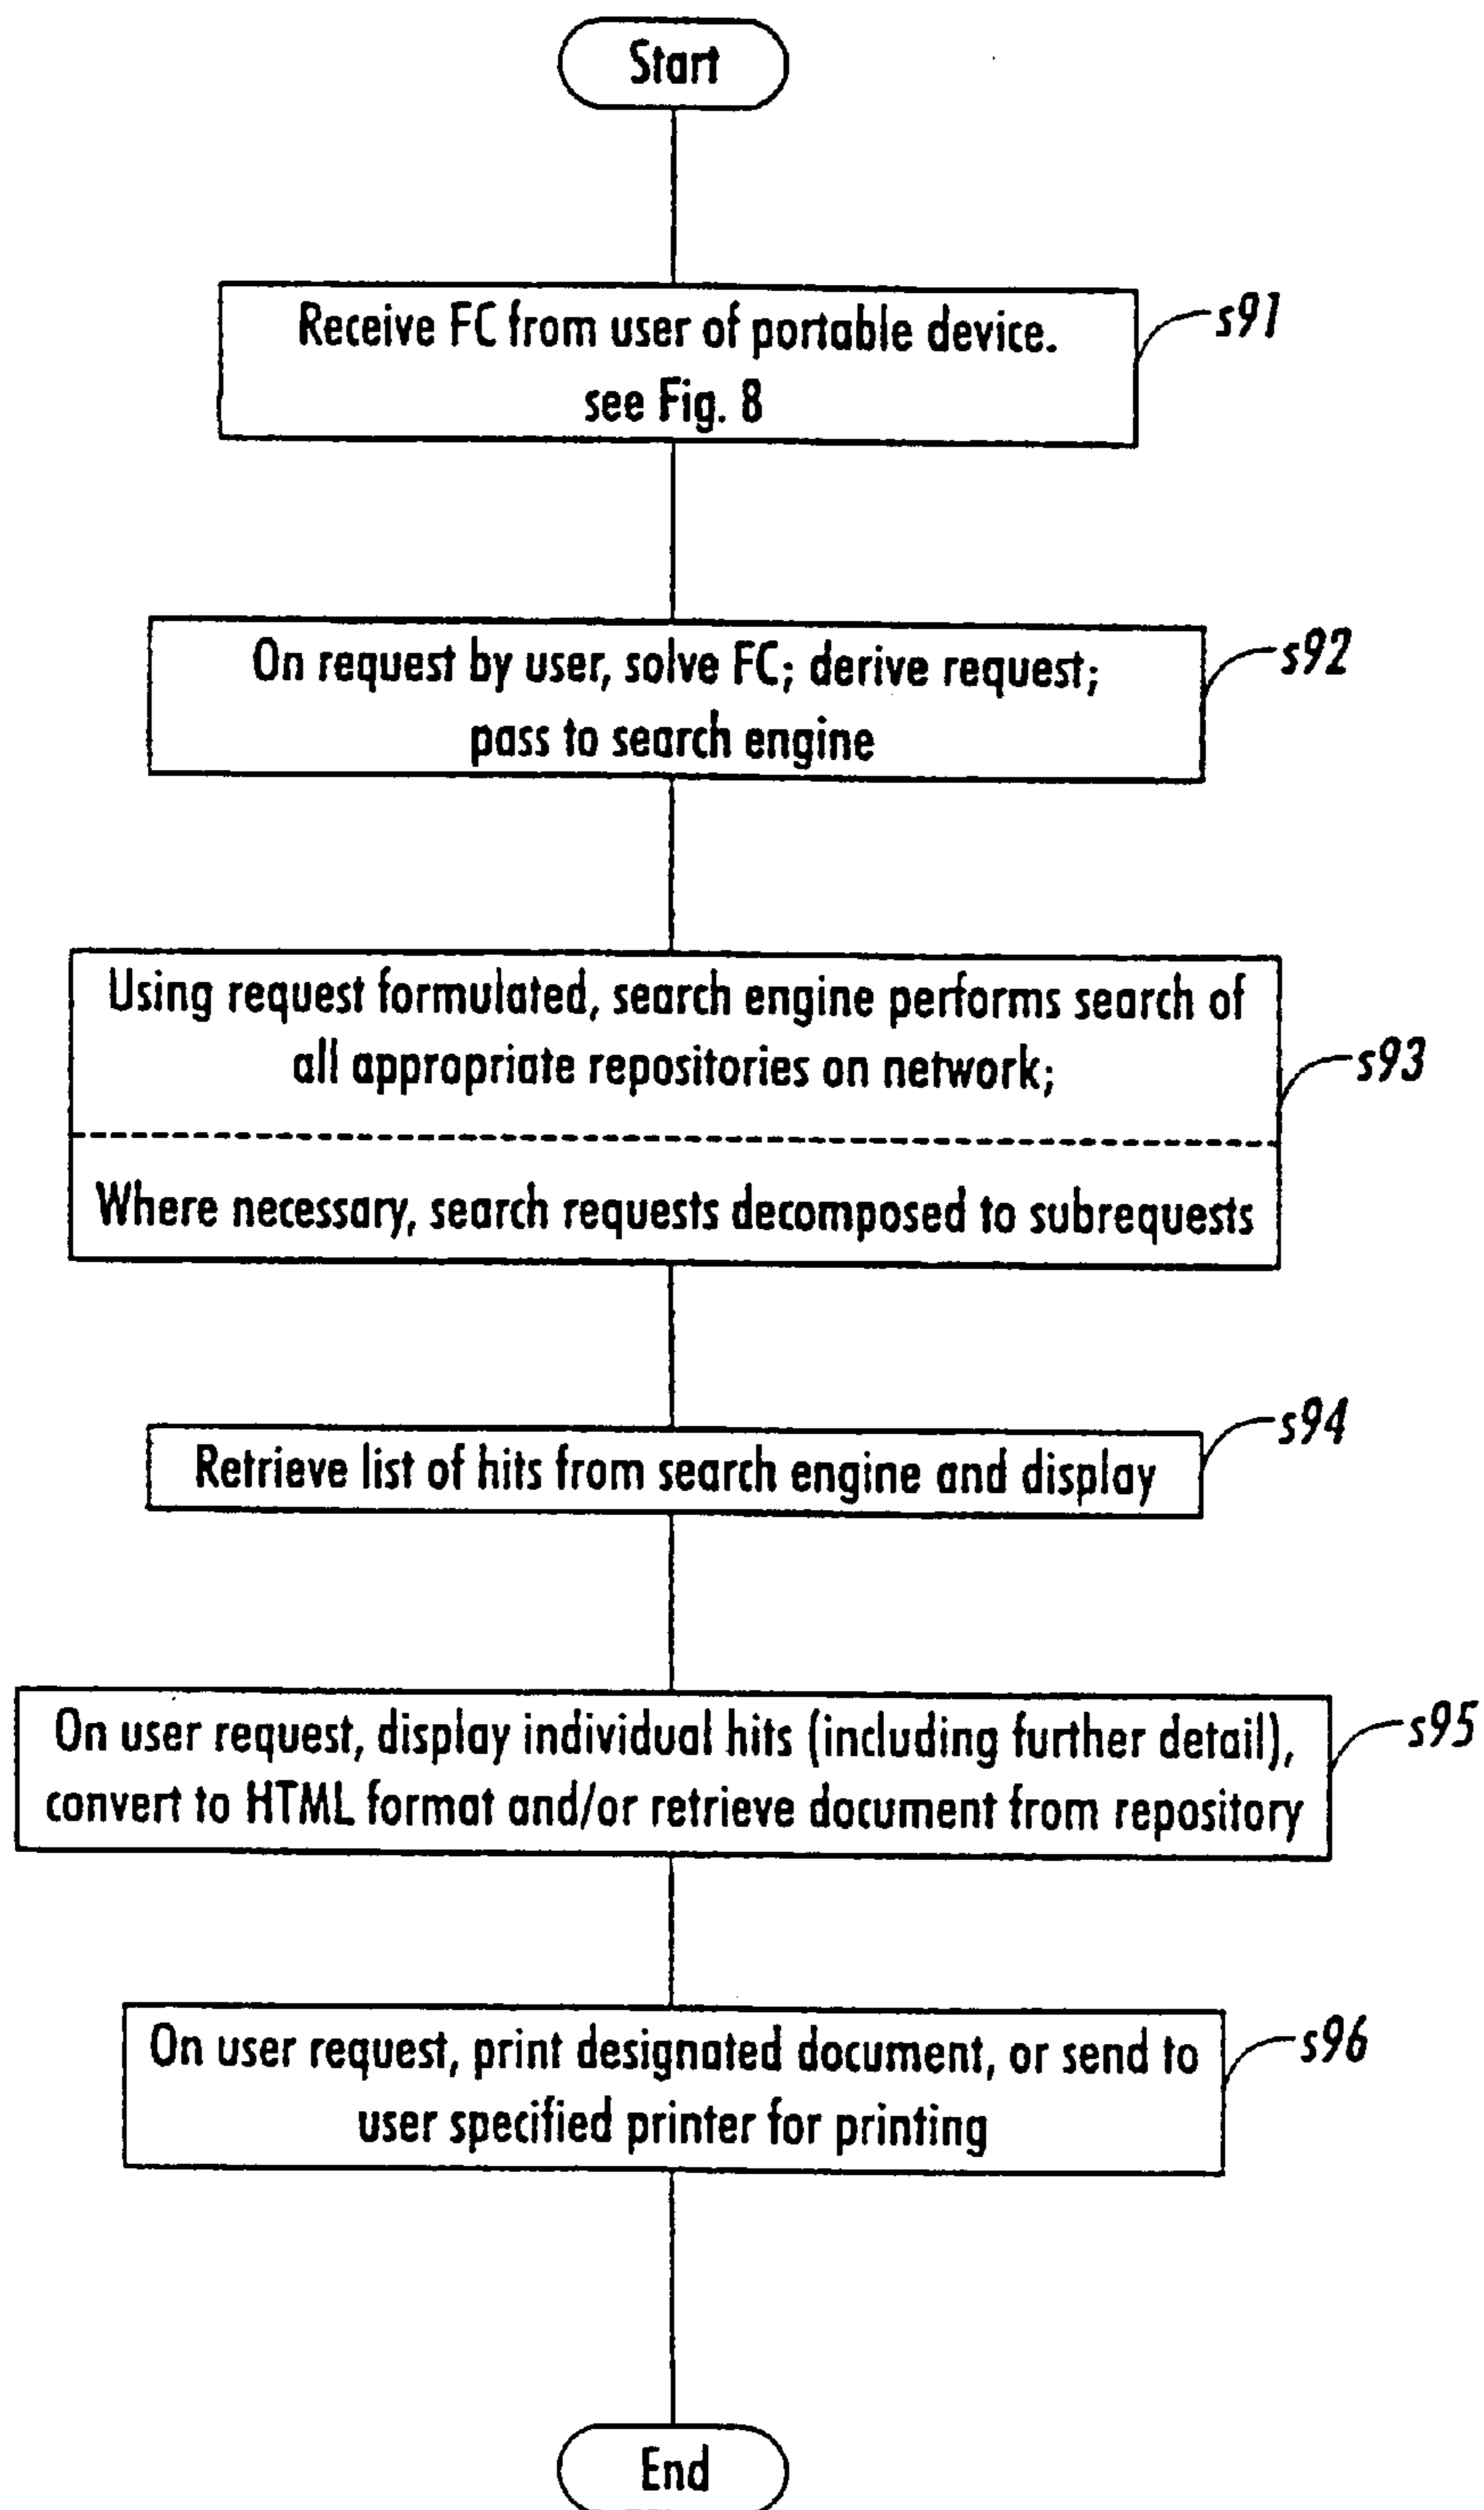 Start
Receive FC from user of portable device.
see Fig. 8
s91
On request by user, solve FC; derive request;
pass to search engine
s92
Using request formulated, search engine performs search of
all appropriate repositories on network;
s93
Where necessary, search requests decomposed to subrequests
Retrieve list of hits from search engine and display
s94
On user request, display individual hits (including further detail),
convert to HTML format and/or retrieve document from repository
s95
On user request, print designated document, or send to
user specified printer for printing
s96
End